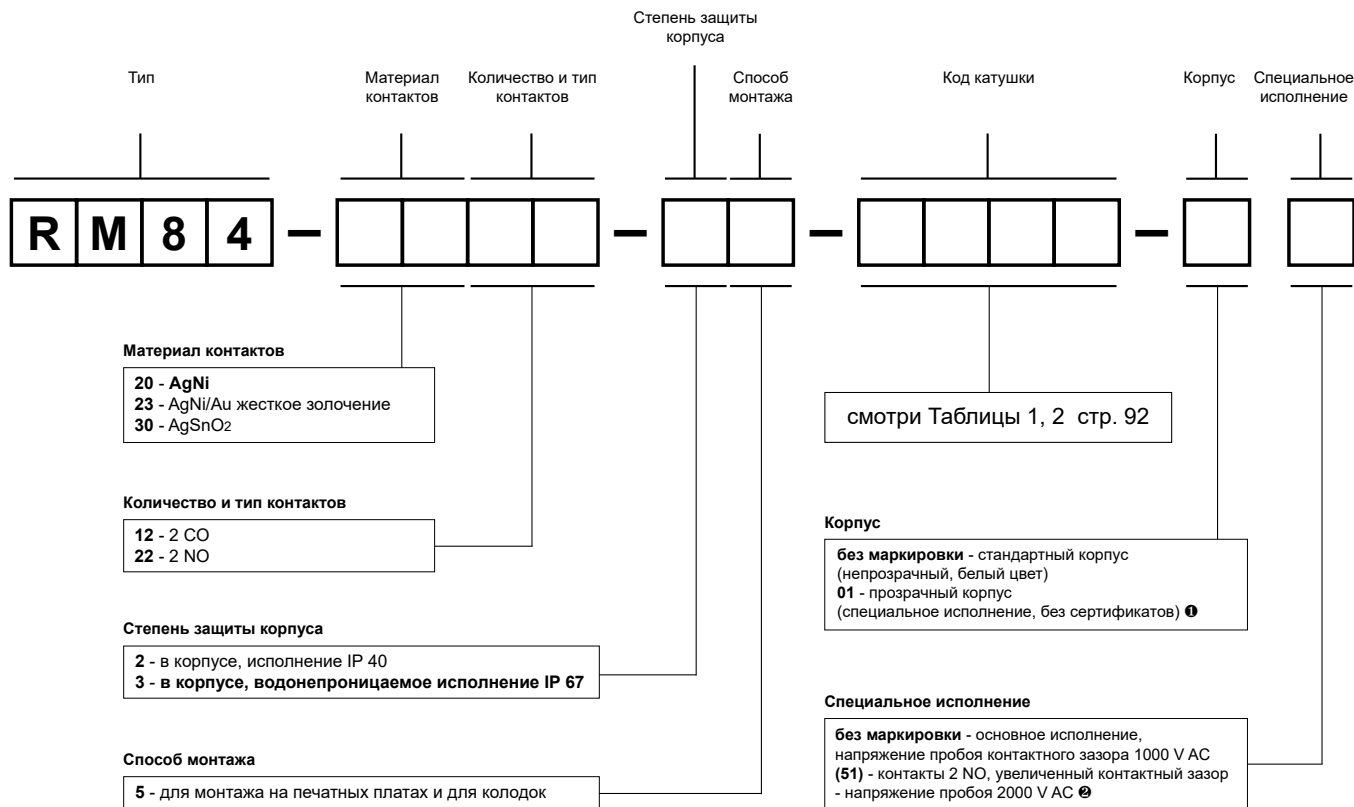 Степень защиты
корпуса
Тип
Материал
контактов
Количество и тип
контактов
Способ
монтажа
Код катушки
Корпус
Специальное
исполнение
R M 8 4 – – – –
Материал контактов
20 - AgNi
23 - AgNi/Au жесткое золочение
30 - AgSnO2
Количество и тип контактов
12 - 2 CO
22 - 2 NO
Степень защиты корпуса
2 - в корпусе, исполнение IP 40
3 - в корпусе, водонепроницаемое исполнение IP 67
Способ монтажа
5 - для монтажа на печатных платах и для колодок
смотри Таблицы 1, 2 стр. 92
Корпус
без маркировки - стандартный корпус
(непрозрачный, белый цвет)
01 - прозрачный корпус
(специальное исполнение, без сертификатов) ❶
Специальное исполнение
без маркировки - основное исполнение,
напряжение пробоя контактного зазора 1000 V AC
(51) - контакты 2 NO, увеличенный контактный зазор
- напряжение пробоя 2000 V AC ❷